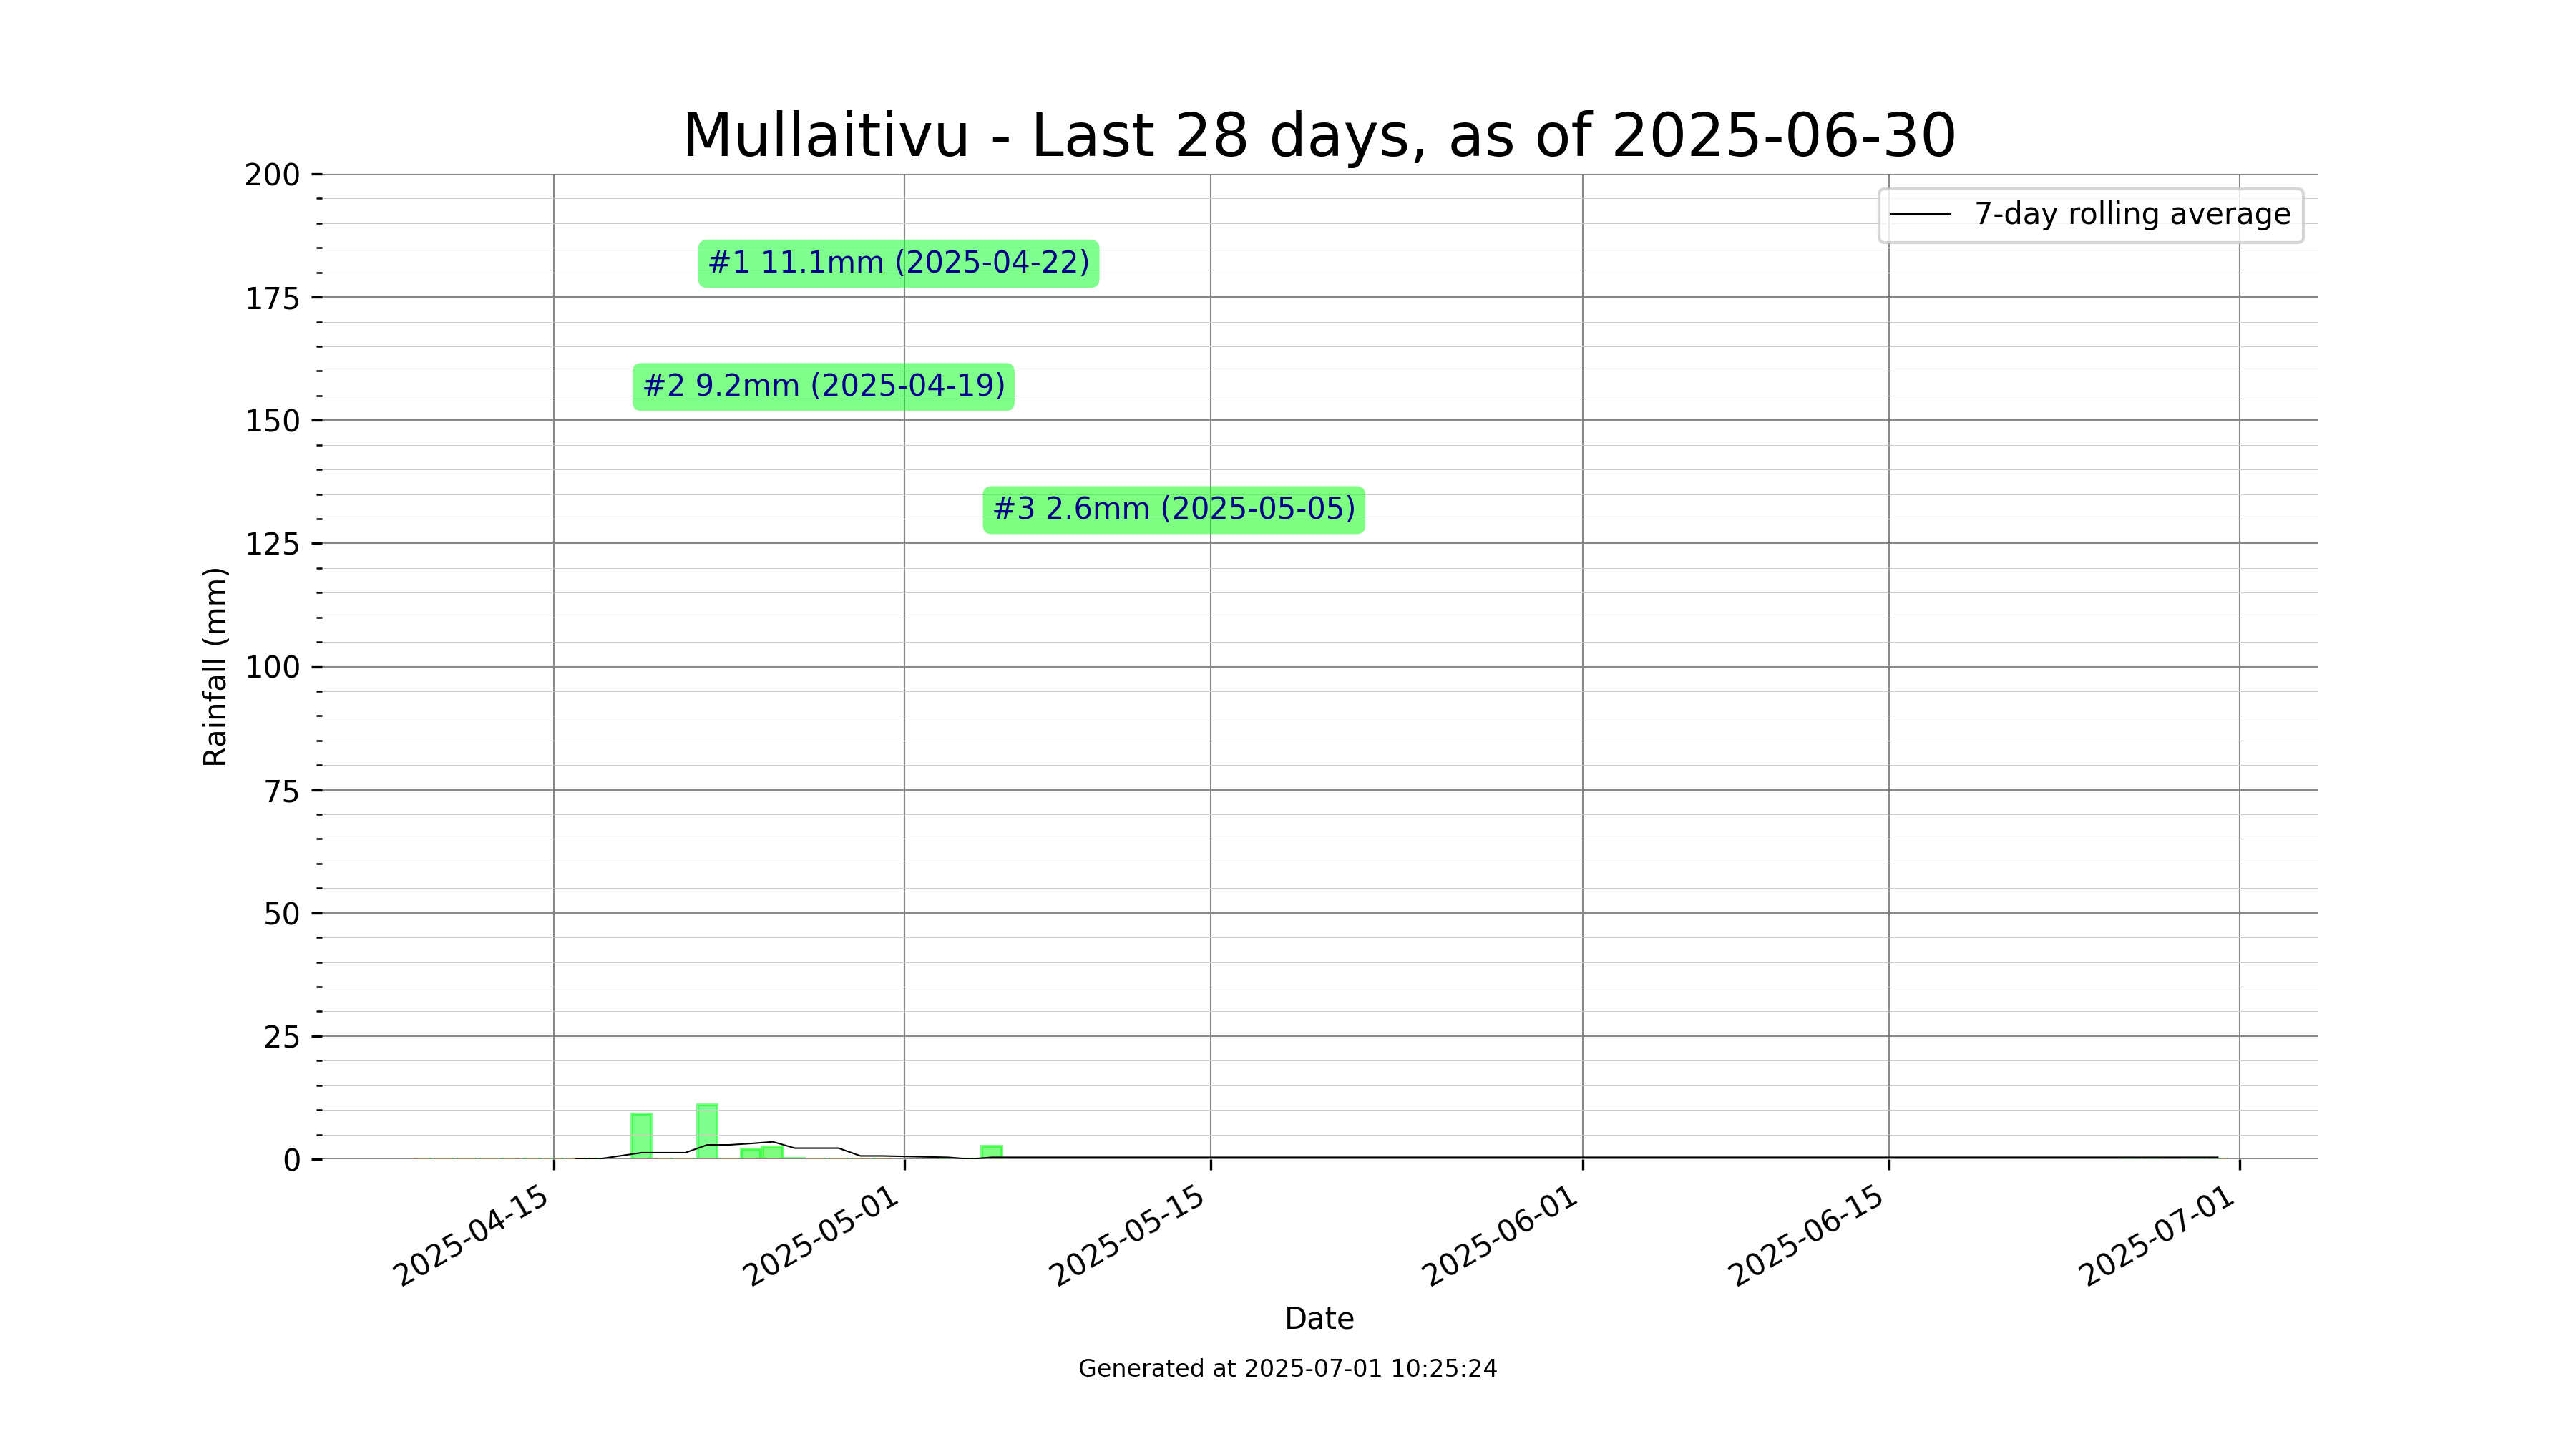 Mullaitivu - Last 28 days, as of 2025-06-30
7-day rolling average
#1 11.1mm (2025-04-22)
#2 9.2mm (2025-04-19)
#3 2.6mm (2025-05-05)
Rainfall (mm)
200
175
150
125
100
75
50
25
0
2025-04-15
2025-05-01
2025-05-15
2025-06-01
2025-06-15
2025-07-01
Date
Generated at 2025-07-01 10:25:24